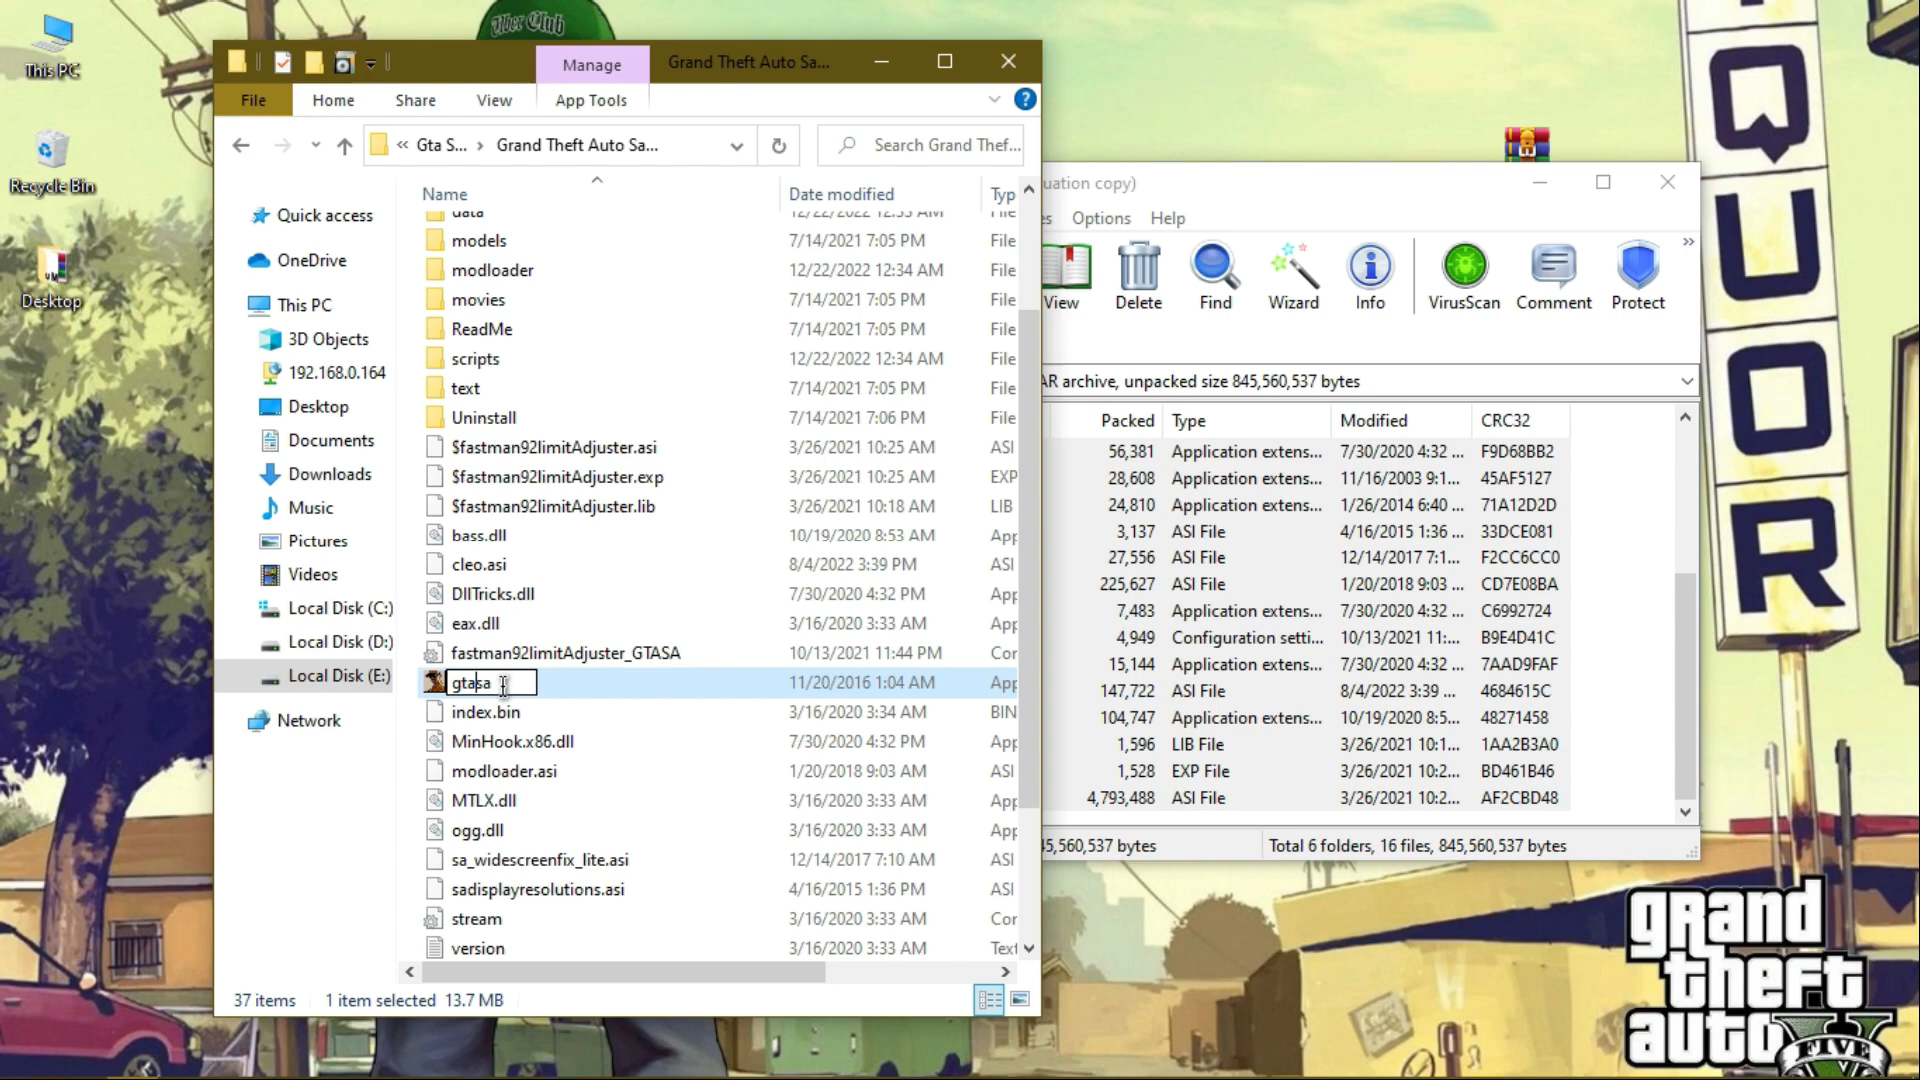 This PC
Recycle Bin
Desktop
Uber Club
Manage
Grand Theft Auto Sa...
File
Home
Share
View
App Tools
« Gta S... › Grand Theft Auto Sa...
Search Grand Thef...
Quick access
OneDrive
This PC
3D Objects
192.168.0.164
Desktop
Documents
Downloads
Music
Pictures
Videos
Local Disk (C:)
Local Disk (D:)
Local Disk (E:)
Network
Name Date modified Typ
data 12/22/2022 12:33 AM File
models 7/14/2021 7:05 PM File
modloader 12/22/2022 12:34 AM File
movies 7/14/2021 7:05 PM File
ReadMe 7/14/2021 7:05 PM File
scripts 12/22/2022 12:34 AM File
text 7/14/2021 7:05 PM File
Uninstall 7/14/2021 7:06 PM File
$fastman92limitAdjuster.asi 3/26/2021 10:25 AM ASI
$fastman92limitAdjuster.exp 3/26/2021 10:25 AM EXP
$fastman92limitAdjuster.lib 3/26/2021 10:18 AM LIB
bass.dll 10/19/2020 8:53 AM App
cleo.asi 8/4/2022 3:39 PM ASI
DllTricks.dll 7/30/2020 4:32 PM App
eax.dll 3/16/2020 3:33 AM App
fastman92limitAdjuster_GTASA 10/13/2021 11:44 PM Cor
gtasa 11/20/2016 1:04 AM App
index.bin 3/16/2020 3:34 AM BIN
MinHook.x86.dll 7/30/2020 4:32 PM App
modloader.asi 1/20/2018 9:03 AM ASI
MTLX.dll 3/16/2020 3:33 AM App
ogg.dll 3/16/2020 3:33 AM App
sa_widescreenfix_lite.asi 12/14/2017 7:10 AM ASI
sadisplayresolutions.asi 4/16/2015 1:36 PM ASI
stream 3/16/2020 3:33 AM Cor
version 3/16/2020 3:33 AM Text
37 items 1 item selected 13.7 MB
uation copy)
es Options Help
View Delete Find Wizard Info VirusScan Comment Protect
AR archive, unpacked size 845,560,537 bytes
Packed Type Modified CRC32
56,381 Application extens... 7/30/2020 4:32 ... F9D68BB2
28,608 Application extens... 11/16/2003 9:1... 45AF5127
24,810 Application extens... 1/26/2014 6:40 ... 71A12D2D
3,137 ASI File 4/16/2015 1:36 ... 33DCE081
27,556 ASI File 12/14/2017 7:1... F2CC6CC0
225,627 ASI File 1/20/2018 9:03 ... CD7E08BA
7,483 Application extens... 7/30/2020 4:32 ... C6992724
4,949 Configuration setti... 10/13/2021 11:... B9E4D41C
15,144 Application extens... 7/30/2020 4:32 ... 7AAD9FAF
147,722 ASI File 8/4/2022 3:39 ... 4684615C
104,747 Application extens... 10/19/2020 8:5... 48271458
1,596 LIB File 3/26/2021 10:1... 1AA2B3A0
1,528 EXP File 3/26/2021 10:2... BD461B46
4,793,488 ASI File 3/26/2021 10:2... AF2CBD48
45,560,537 bytes
Total 6 folders, 16 files, 845,560,537 bytes
QUOR
grand
theft
auto V
FIVE